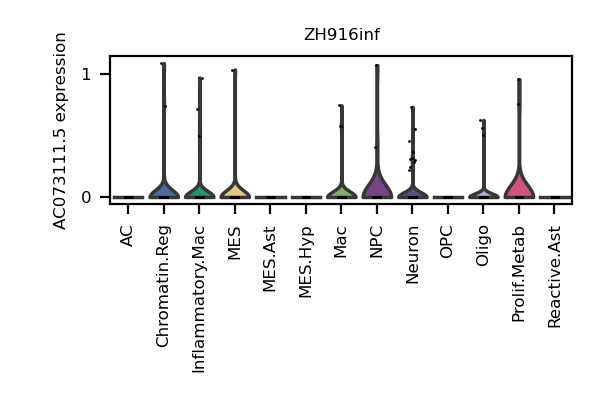 ZH916inf
AC073111.5 expression
1
0
AC
Chromatin.Reg
Inflammatory.Mac
MES
MES.Ast
MES.Hyp
Mac
NPC
Neuron
OPC
Oligo
Prolif.Metab
Reactive.Ast